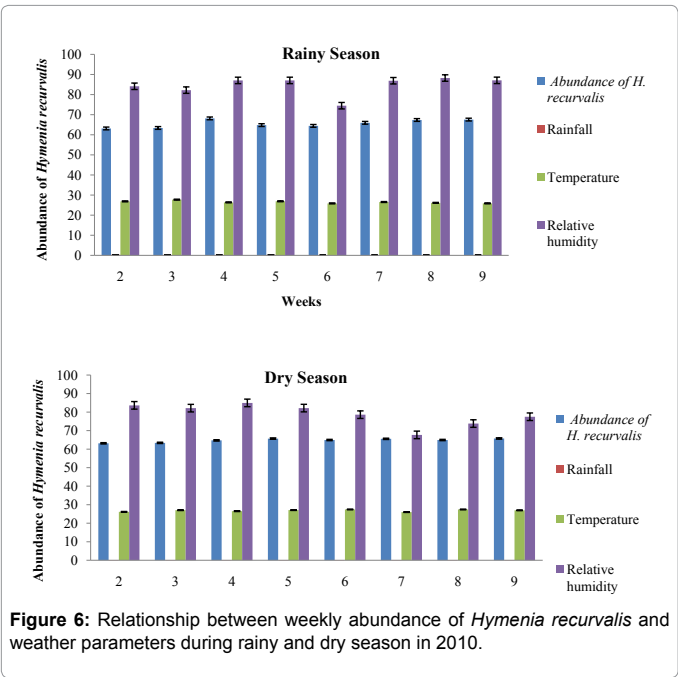 Rainy Season
Abundance of Hymenia recurvalis
100
90
80
70
60
50
40
30
20
10
0
2 3 4 5 6 7 8 9
Weeks
Abundance of H.
recurvalis
Rainfall
Temperature
Relative
humidity
Dry Season
Abundance of Hymenia recurvalis
100
90
80
70
60
50
40
30
20
10
0
2 3 4 5 6 7 8 9
Abundance of
H. recurvalis
Rainfall
Temperature
Relative
humidity
Figure 6: Relationship between weekly abundance of Hymenia recurvalis and
weather parameters during rainy and dry season in 2010.